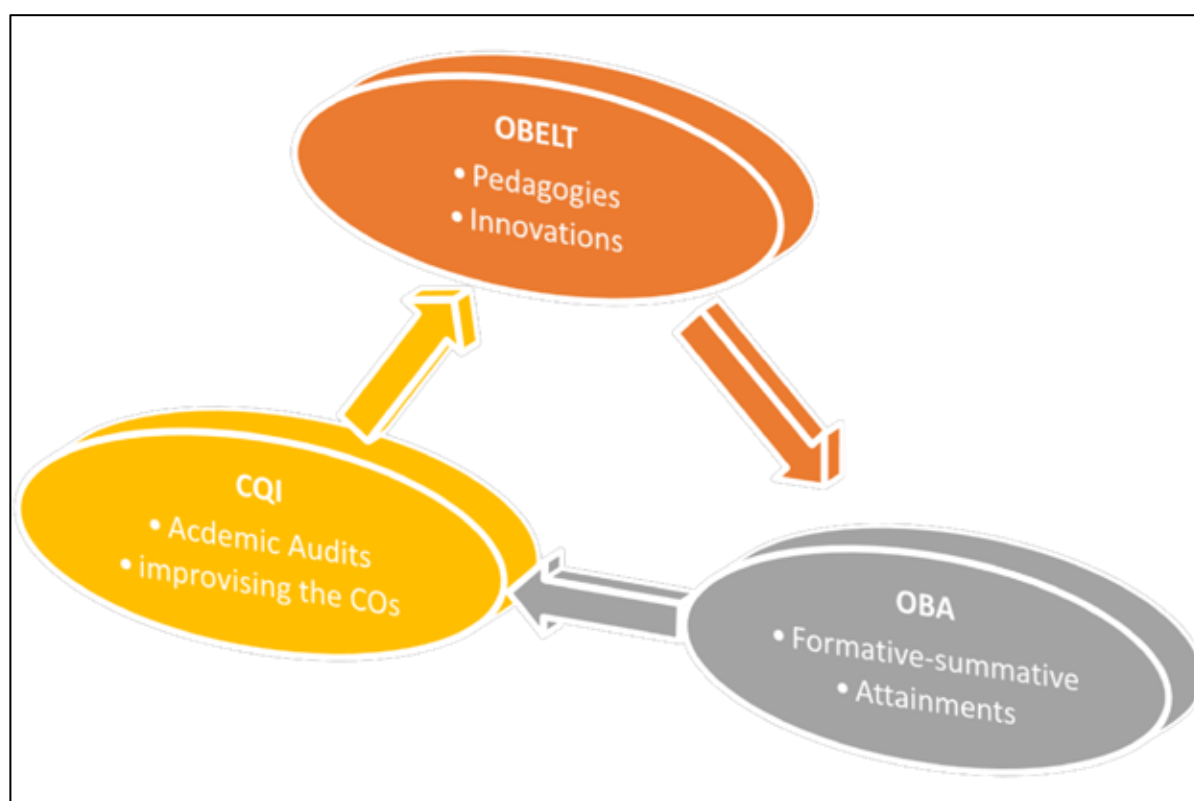 OBELT
• Pedagogies
• Innovations
CQI
• Acdemic Audits
• improvising the COs
OBA
• Formative-summative
• Attainments